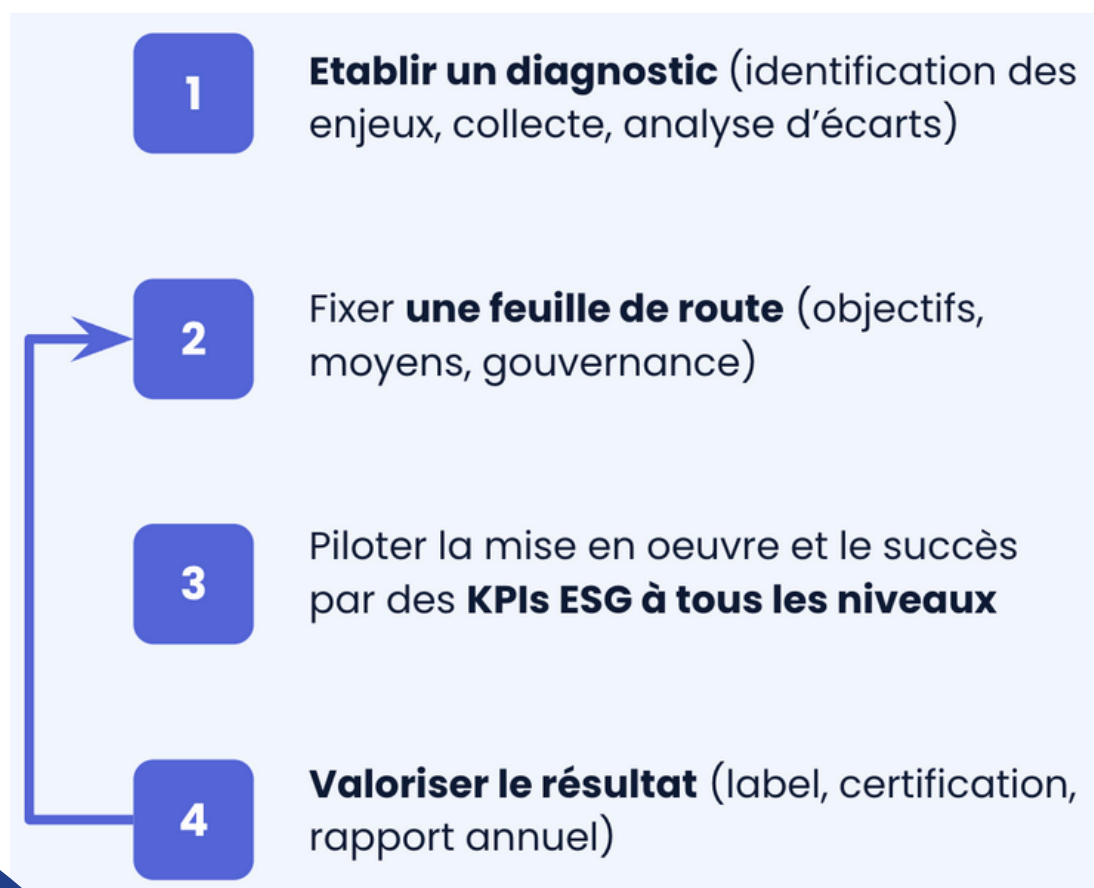 1
Etablir un diagnostic (identification des
enjeux, collecte, analyse d'écarts)
2
Fixer une feuille de route (objectifs,
moyens, gouvernance)
3
Piloter la mise en oeuvre et le succès
par des KPIs ESG à tous les niveaux
4
Valoriser le résultat (label, certification,
rapport annuel)